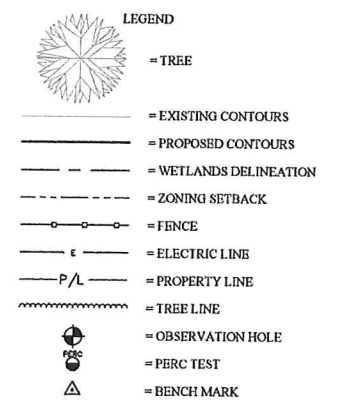 LEGEND
= TREE
= EXISTING CONTOURS
= PROPOSED CONTOURS
= WETLANDS DELINEATION
= ZONING SETBACK
= FENCE
E = ELECTRIC LINE
P/L = PROPERTY LINE
= TREE LINE
= OBSERVATION HOLE
PERC
= PERC TEST
= BENCH MARK